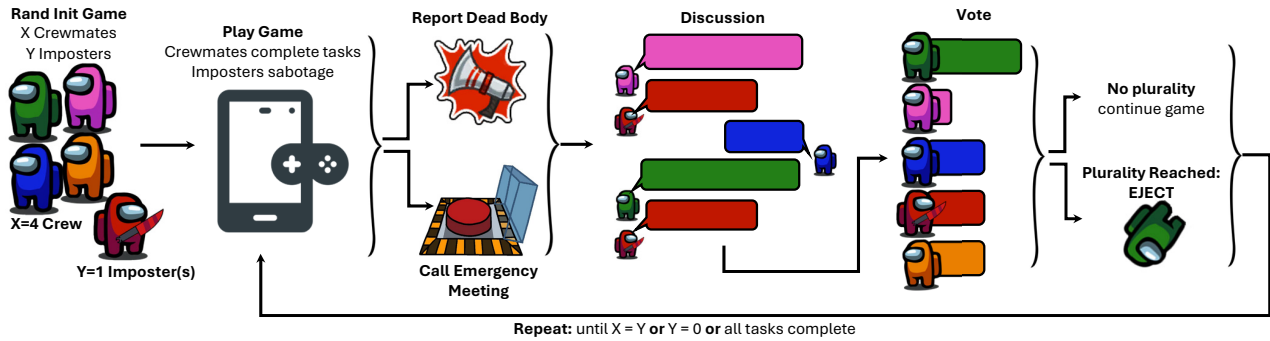 Rand Init Game
X Crewmates
Y Imposters
X=4 Crew
Y=1 Imposter(s)
Play Game
Crewmates complete tasks
Imposters sabotage
Report Dead Body
Call Emergency
Meeting
Discussion
Vote
No plurality
continue game
Plurality Reached:
EJECT
Repeat: until X = Y or Y = 0 or all tasks complete